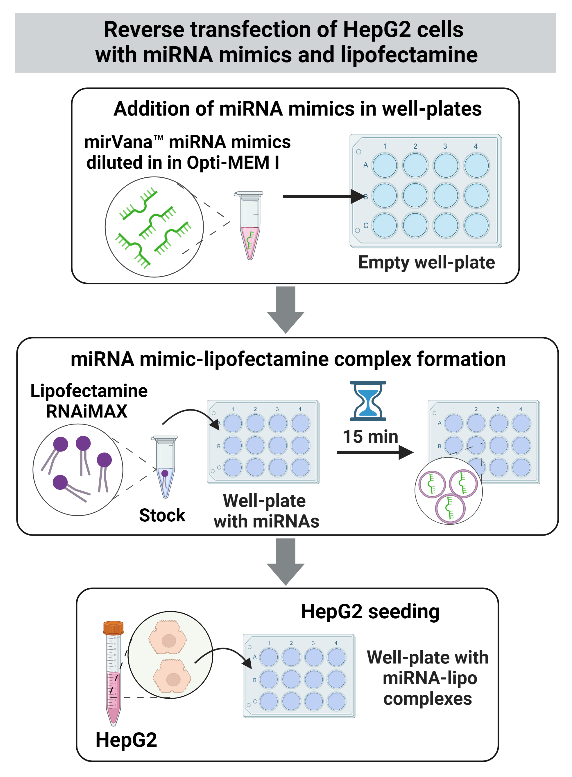 Reverse transfection of HepG2 cells
with miRNA mimics and lipofectamine
Addition of miRNA mimics in well-plates
mirVana™ miRNA mimics
diluted in in Opti-MEM I
1 2 3 4
A
B
C
Empty well-plate
miRNA mimic-lipofectamine complex formation
Lipofectamine
RNAiMAX
Stock
1 2 3 4
A
B
C
Well-plate
with miRNAs
15 min
1 2 3 4
A
B
HepG2 seeding
HepG2
1 2 3 4
A
B
C
Well-plate with
miRNA-lipo
complexes